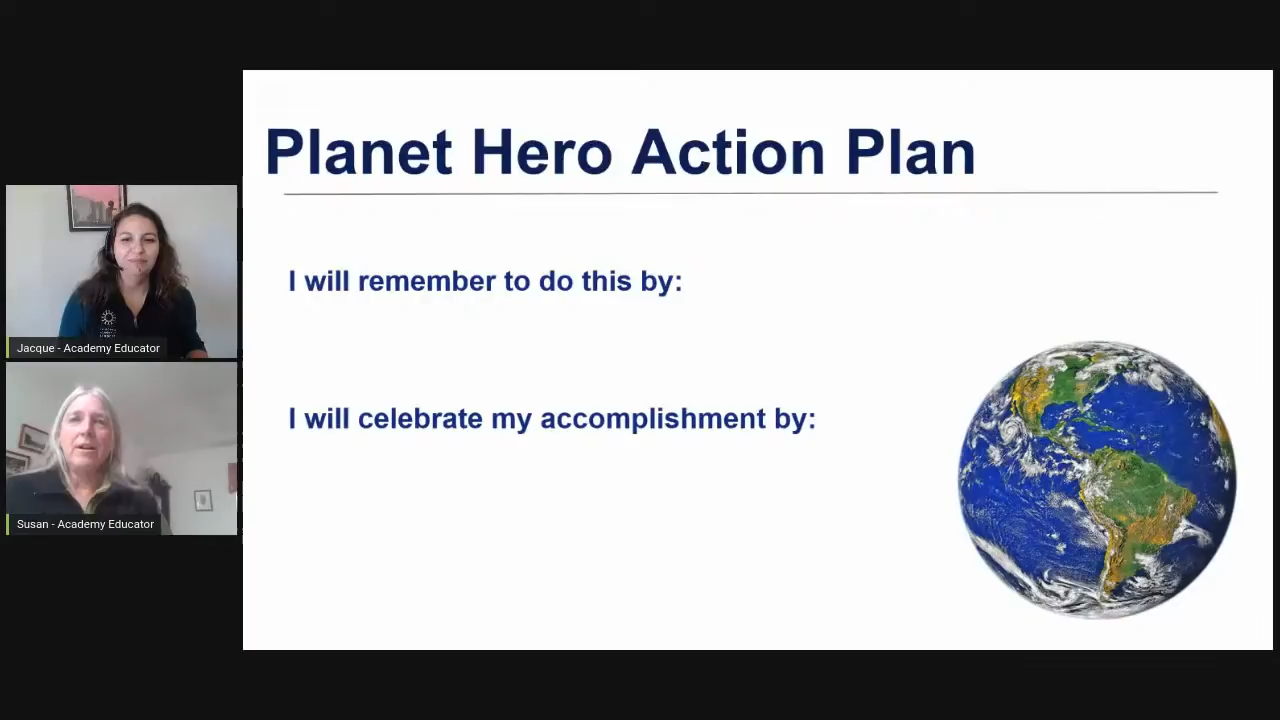 Planet Hero Action Plan
I will remember to do this by:
I will celebrate my accomplishment by:
Jacque - Academy Educator
Susan - Academy Educator